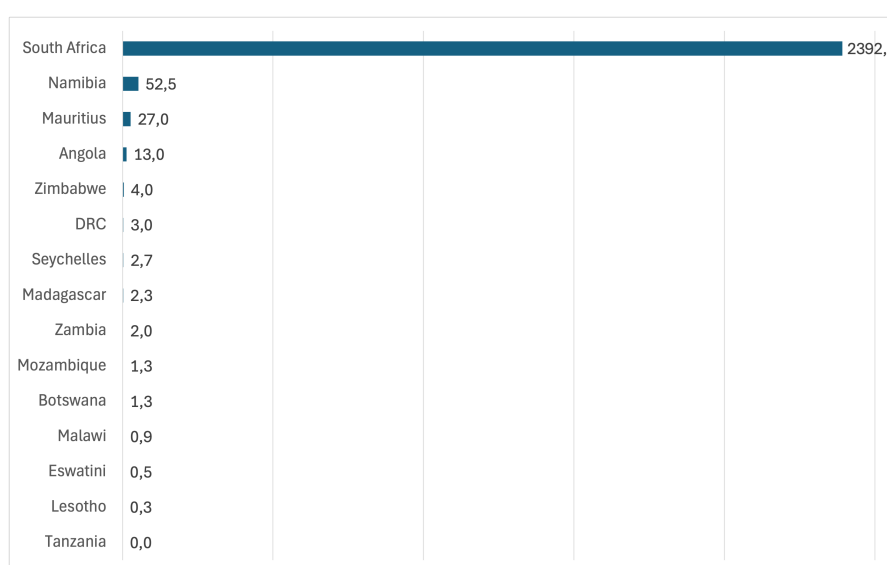 South Africa 2392,
Namibia 52,5
Mauritius 27,0
Angola 13,0
Zimbabwe 4,0
DRC 3,0
Seychelles 2,7
Madagascar 2,3
Zambia 2,0
Mozambique 1,3
Botswana 1,3
Malawi 0,9
Eswatini 0,5
Lesotho 0,3
Tanzania 0,0